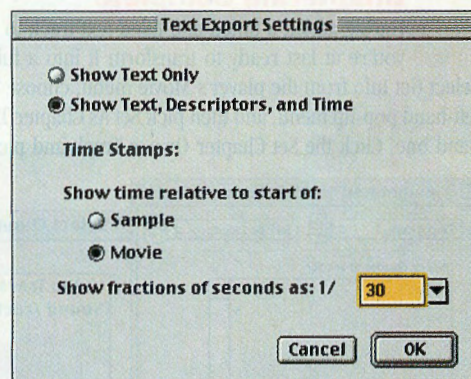 Text Export Settings
Show Text Only
Show Text, Descriptors, and Time
Time Stamps:
Show time relative to start of:
Sample
Movie
Show fractions of seconds as: 1/ 30
Cancel OK